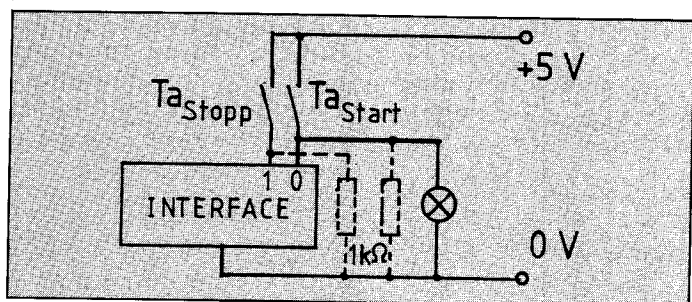 +5 V
Ta Stopp
Ta Start
1 0
INTERFACE
1kΩ
0 V